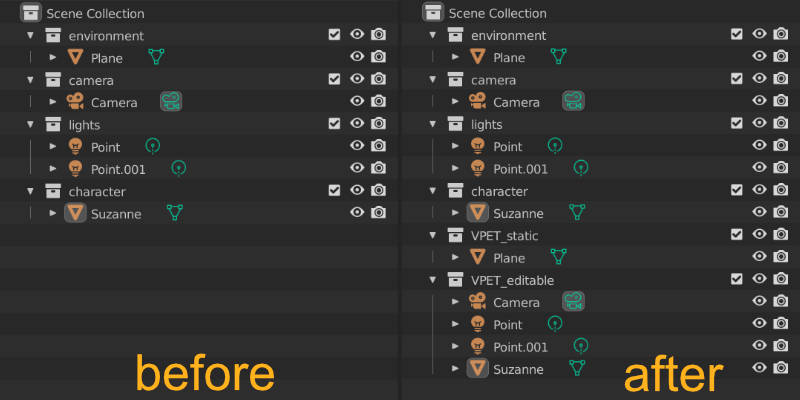 Scene Collection
environment
Plane
camera
Camera
lights
Point
Point.001
character
Suzanne
before
Scene Collection
environment
Plane
camera
Camera
lights
Point
Point.001
character
Suzanne
VPET_static
Plane
VPET_editable
Camera
Point
Point.001
Suzanne
after